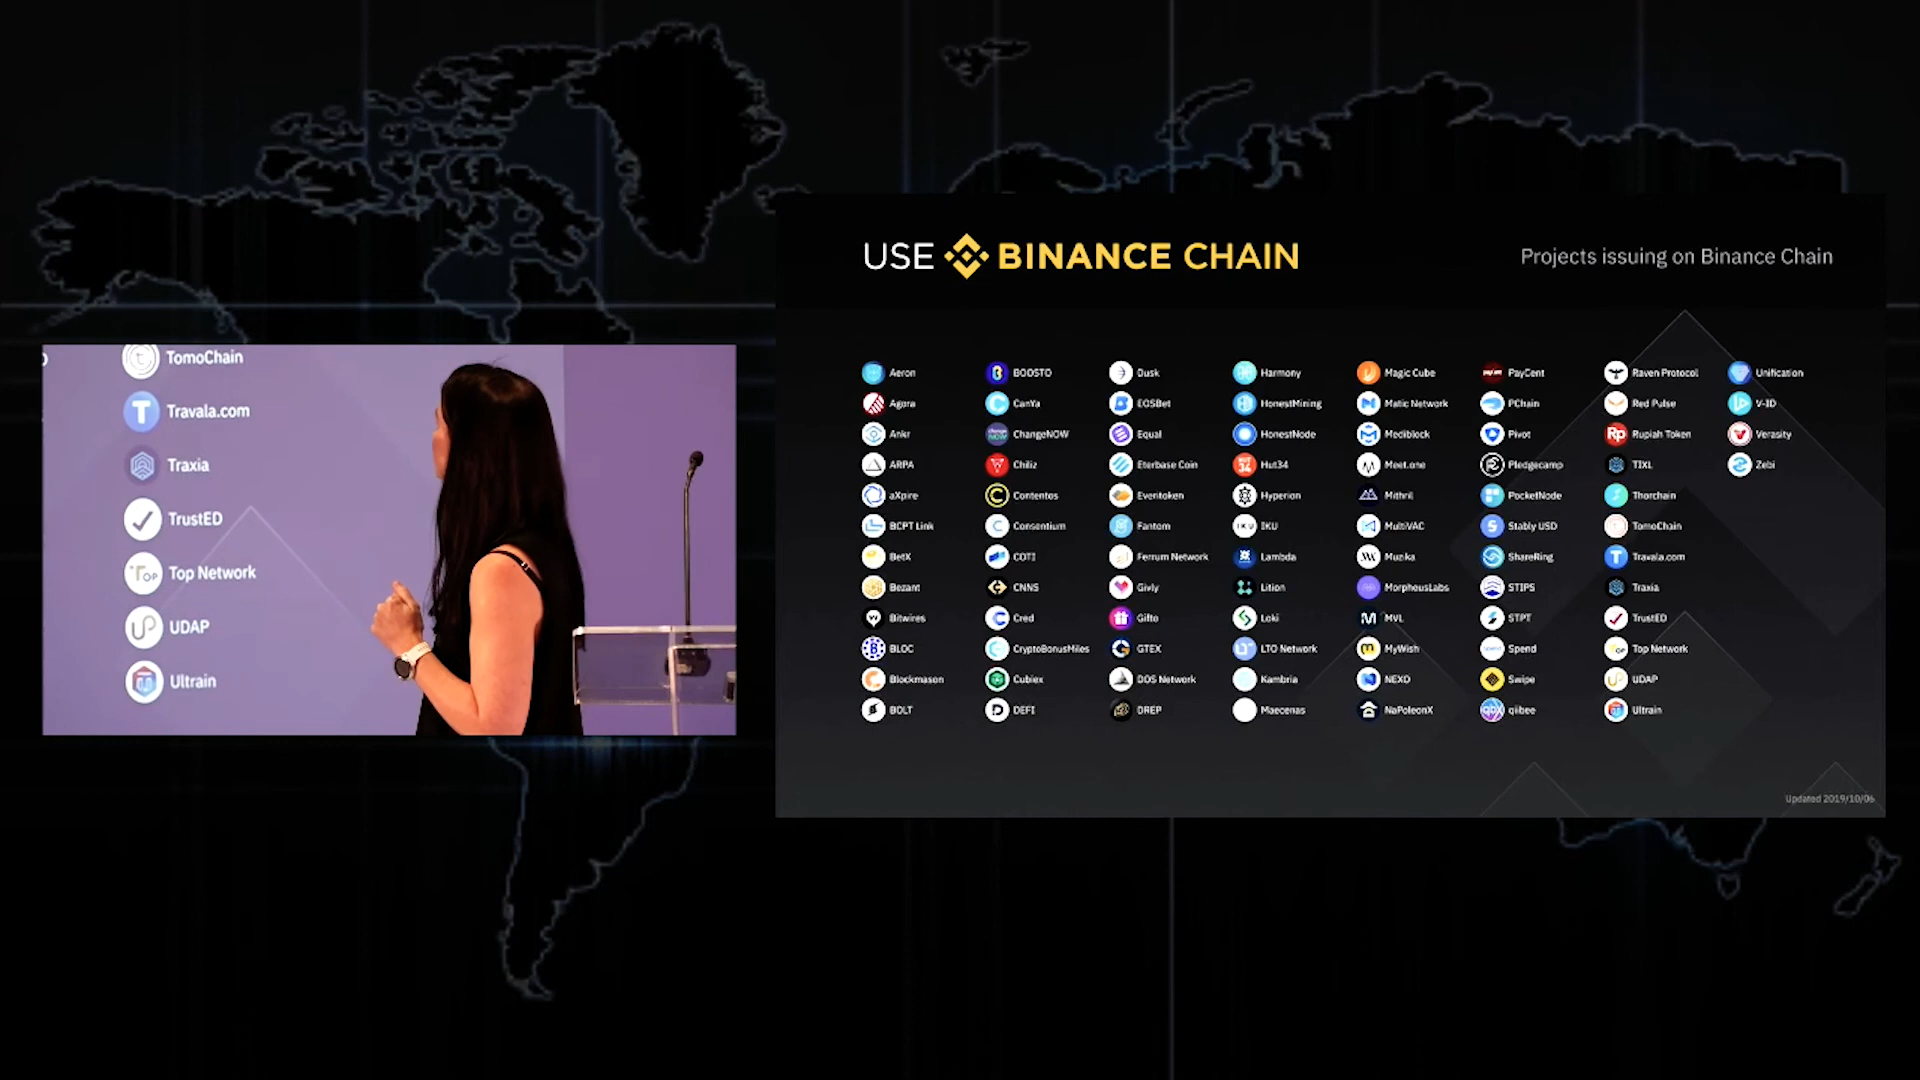 TomoChain
Travala.com
Traxia
TrustED
Top Network
UDAP
Ultrain
USE BINANCE CHAIN
Projects issuing on Binance Chain
Aeron
Agora
Ankr
ARPA
aXpire
BCPT Link
BetX
Bezant
Bitwires
BLOC
Blockmason
BOLT
BOOSTO
CanYa
ChangeNOW
Chiliz
Contentos
Consentium
COTI
CNNS
Cred
CryptoBonusMiles
Cubiex
DEFI
Dusk
EOSBet
Equal
Eterbase Coin
Eventoken
Fantom
Ferrum Network
Givly
Gifto
GTEX
DOS Network
DREP
Harmony
HonestMining
HonestNode
Hut34
Hyperion
IKU
Lambda
Lition
Loki
LTO Network
Kambria
Maecenas
Magic Cube
Matic Network
Mediblock
Meet.one
Mithril
MultiVAC
Muzika
MorpheusLabs
MVL
MyWish
NEXO
NaPoleonX
PayCent
PChain
Pivot
Pledgecamp
PocketNode
Stably USD
ShareRing
STIPS
STPT
Spend
Swipe
qiibee
Raven Protocol
Red Pulse
Rupiah Token
TIXL
Thorchain
TomoChain
Travala.com
Traxia
TrustED
Top Network
UDAP
Ultrain
Unification
V-ID
Verasity
Zebi
Updated 2019/10/06